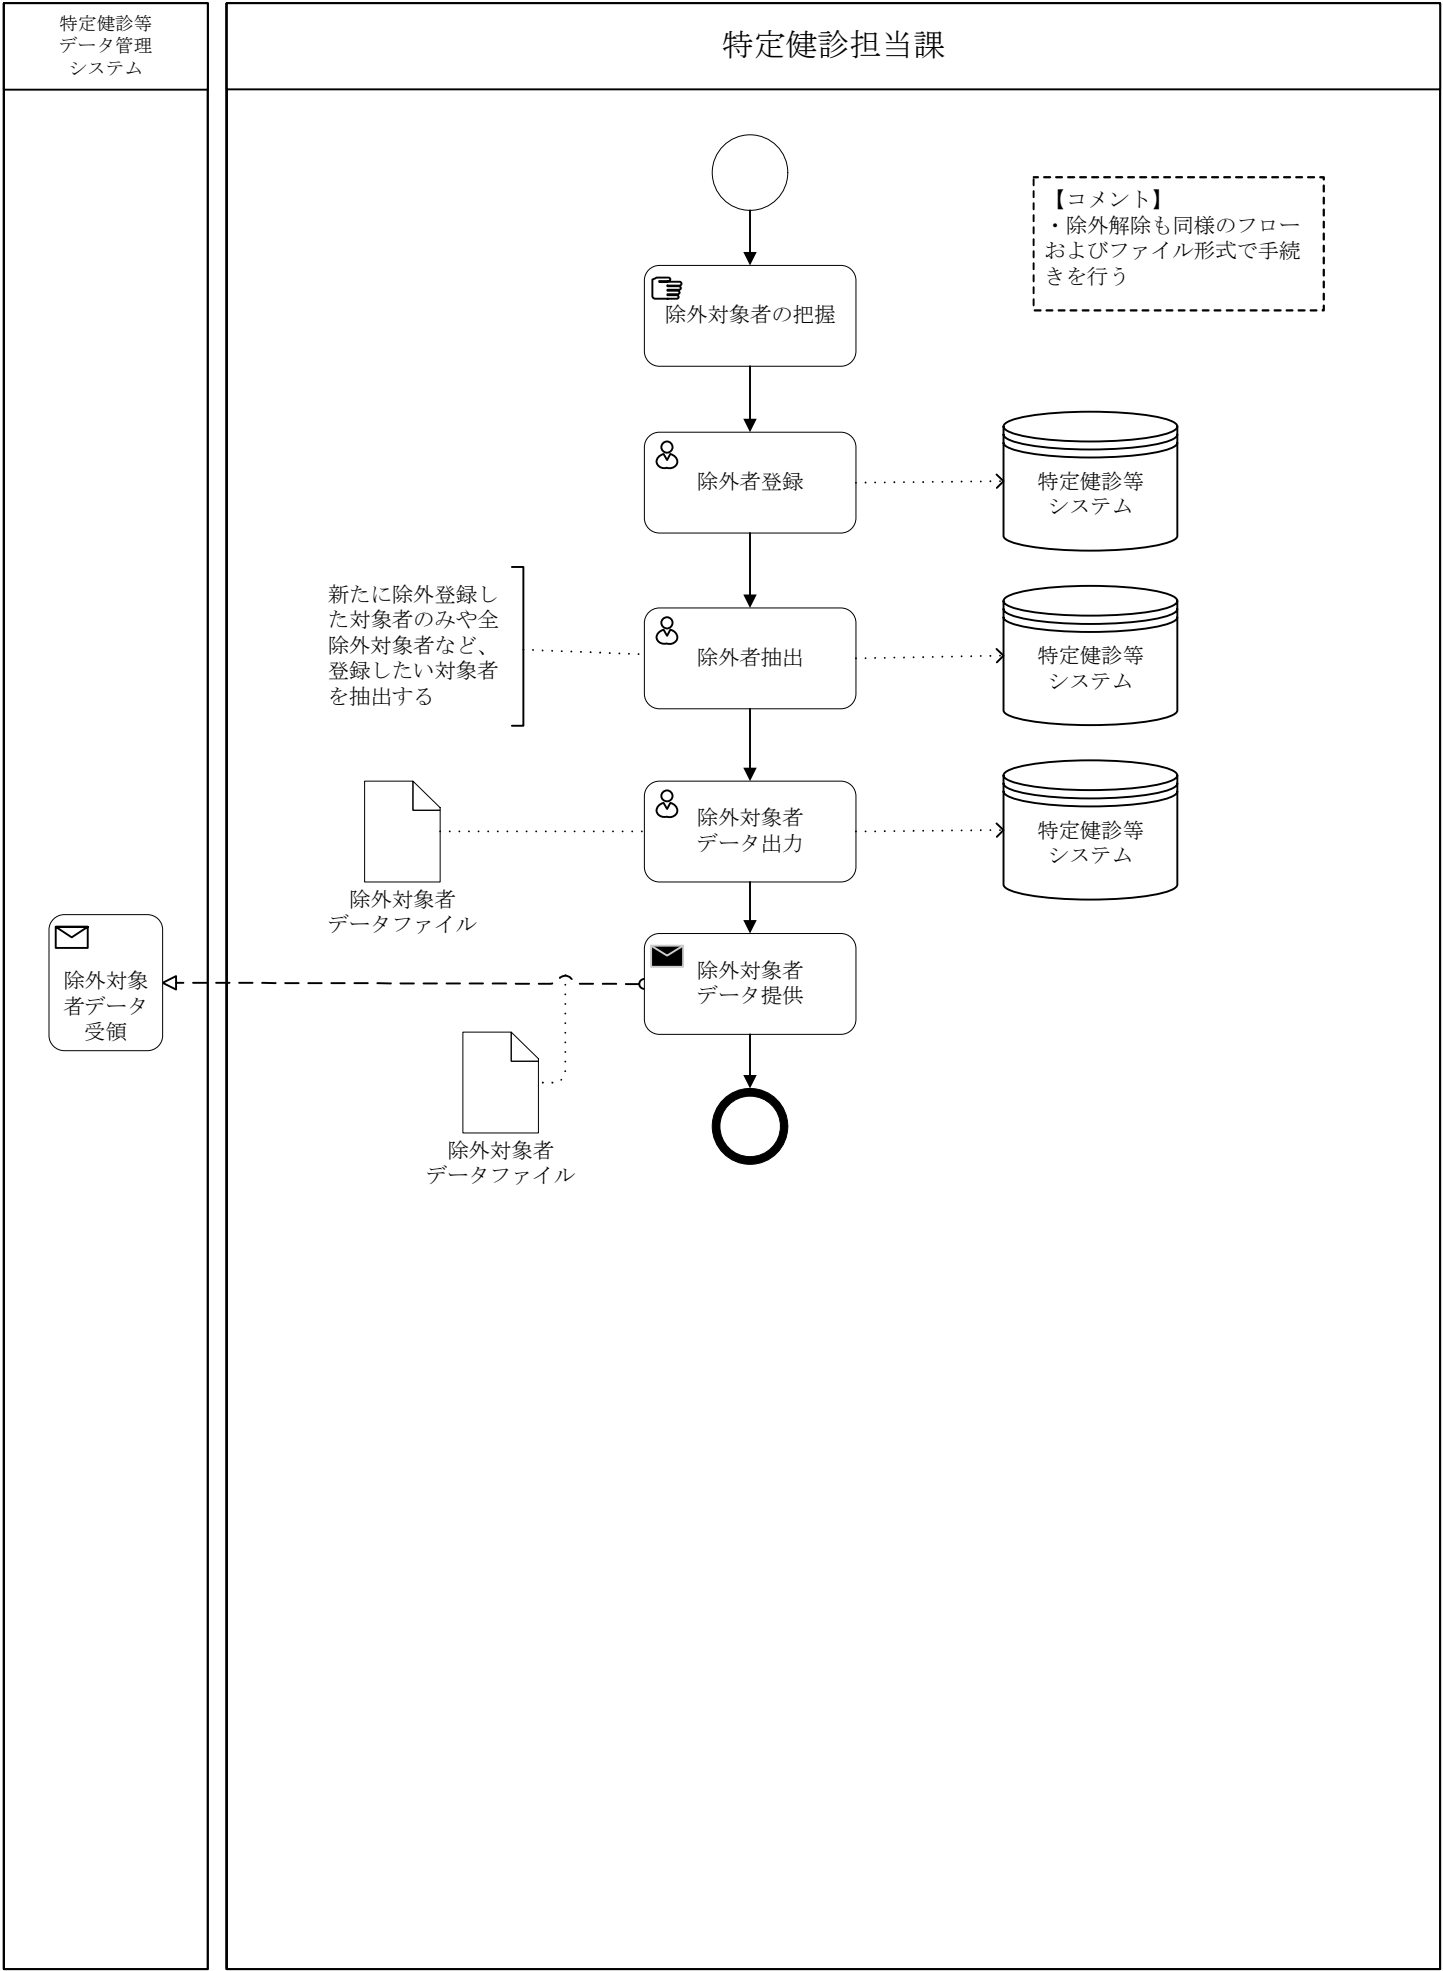 特定健診等
データ管理
システム
特定健診担当課
【コメント】
・除外解除も同様のフロー
およびファイル形式で手続
きを行う
除外対象者の把握
除外者登録
特定健診等
システム
新たに除外登録し
た対象者のみや全
除外対象者など、
登録したい対象者
を抽出する
除外者抽出
特定健診等
システム
除外対象者
データ出力
特定健診等
システム
除外対象者
データファイル
除外対象
者データ
受領
除外対象者
データ提供
除外対象者
データファイル